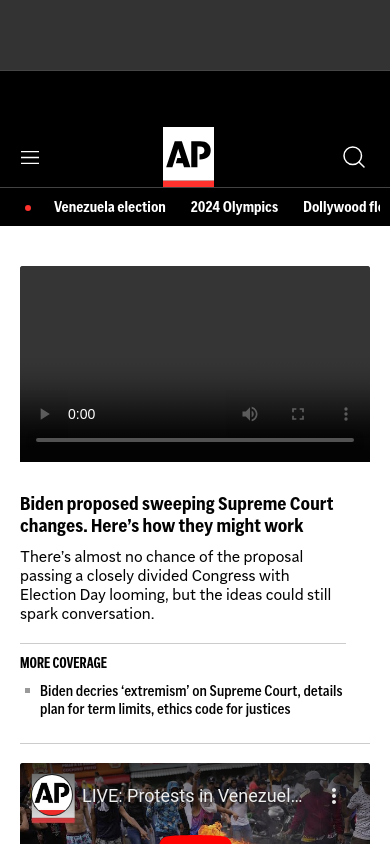 AP
Venezuela election 2024 Olympics
0:00
Biden proposed sweeping Supreme Court
changes. Here’s how they might work
There’s almost no chance of the proposal
passing a closely divided Congress with
Election Day looming, but the ideas could still
spark conversation.
MORE COVERAGE
Biden decries ‘extremism’ on Supreme Court, details
plan for term limits, ethics code for justices
AP LIVE: Protests in Venezuel...